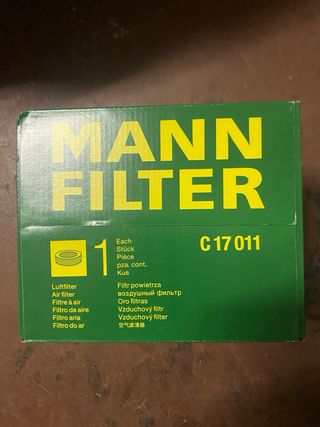 MANN
FILTER
1
Each
Stück
Pièce
pza. cont.
Kus
C 17 011
Luftfilter
Air filter
Filtre à air
Filtro de aire
Filtro aria
Filtro do ar
Filtr powietrza
воздушный фильтр
Oro filtras
Vzduchový filtr
Vzduchový filter
空气滤清器